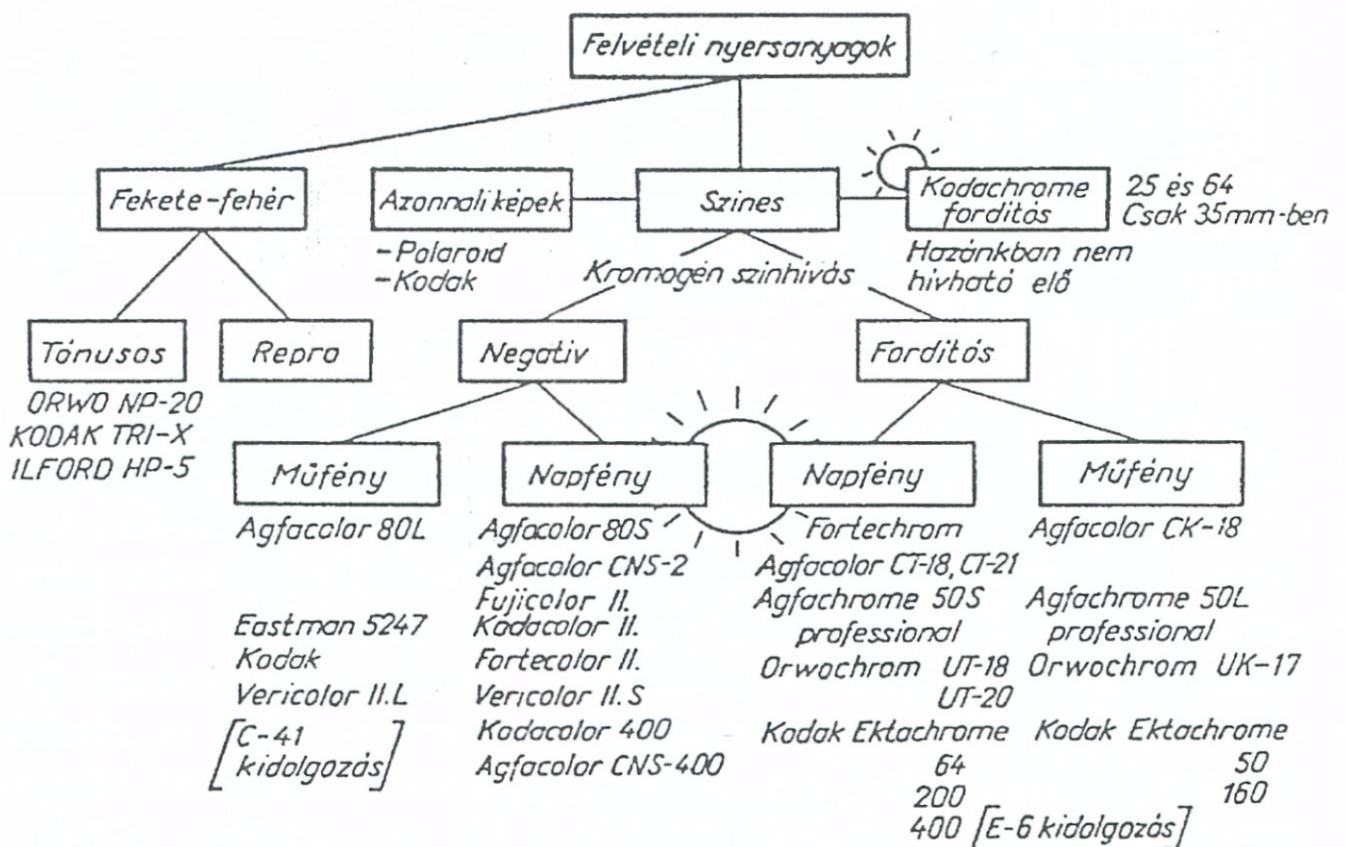 Felvételi nyersanyagok
Fekete-fehér
Azonnali képek
-Polaroid
-Kodak
Szines
Kodachrome
forditós
25 és 64
Csak 35mm-ben
Hazánkban nem
hívható elő
Kromogén szinhívás
Tónusos
ORWO NP-20
KODAK TRI-X
ILFORD HP-5
Repro
Negativ
Forditós
Műfény
Agfacolor 80L
Eastman 5247
Kodak
Vericolor II.L
[C-41
kidolgozás]
Napfény
Agfacolor 80S
Agfacolor CNS-2
Fujicolor II.
Kodacolor II.
Fortecolor II.
Vericolor II.S
Kodacolor 400
Agfacolor CNS-400
Napfény
Fortechrom
Agfacolor CT-18, CT-21
Agfachrome 50S
professional
Orwochrom UT-18
UT-20
Kodak Ektachrome
64
200
400 [E-6 kidolgozás]
Műfény
Agfacolor CK-18
Agfachrome 50L
professional
Orwochrom UK-17
Kodak Ektachrome
50
160